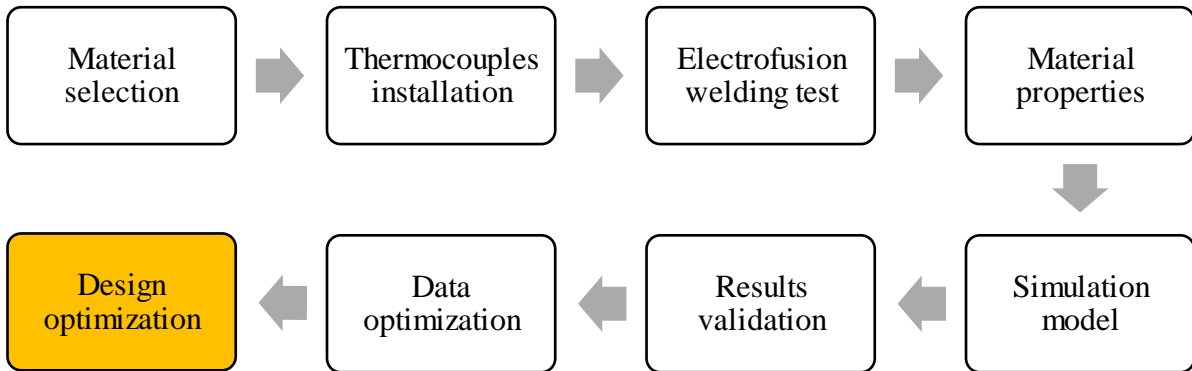 Material
selection
Thermocouples
installation
Electrofusion
welding test
Material
properties
Simulation
model
Results
validation
Data
optimization
Design
optimization